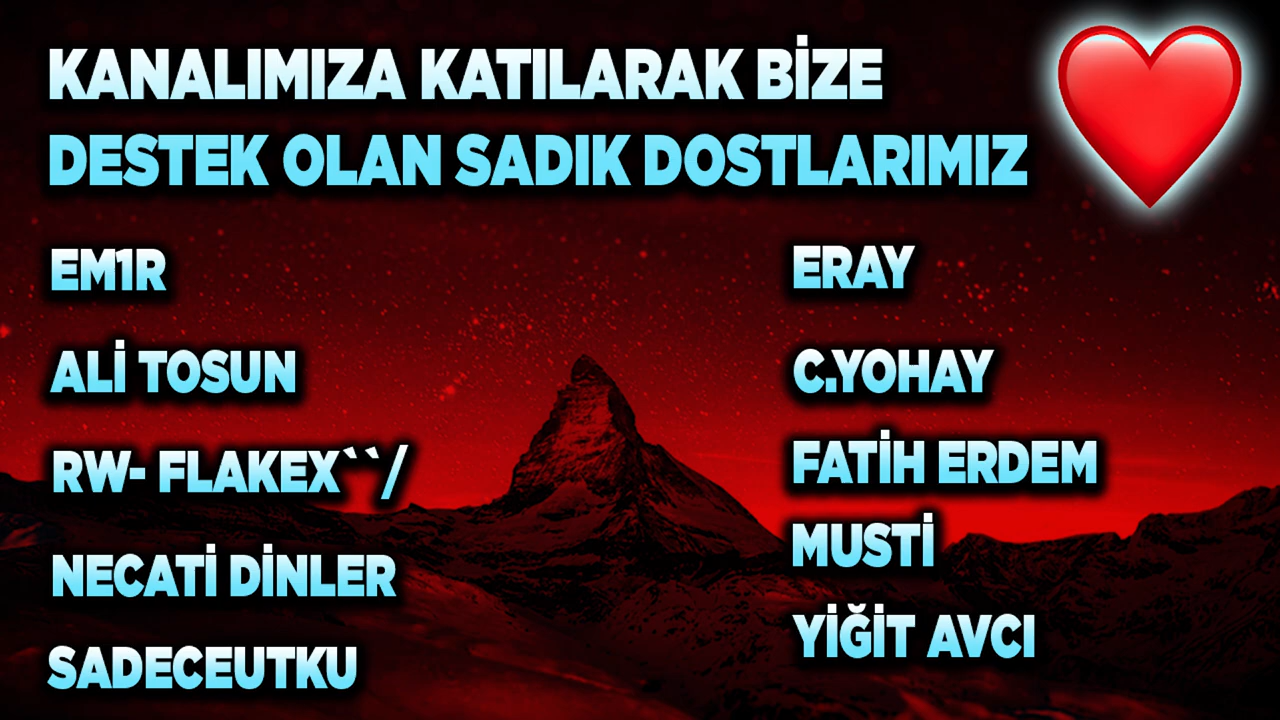 KANALIMIZA KATILARAK BİZE
DESTEK OLAN SADIK DOSTLARIMIZ
EM1R
ALİ TOSUN
RW- FLAKEX``/
NECATİ DİNLER
SADECEUTKU
ERAY
C.YOHAY
FATİH ERDEM
MUSTİ
YİĞİT AVCI